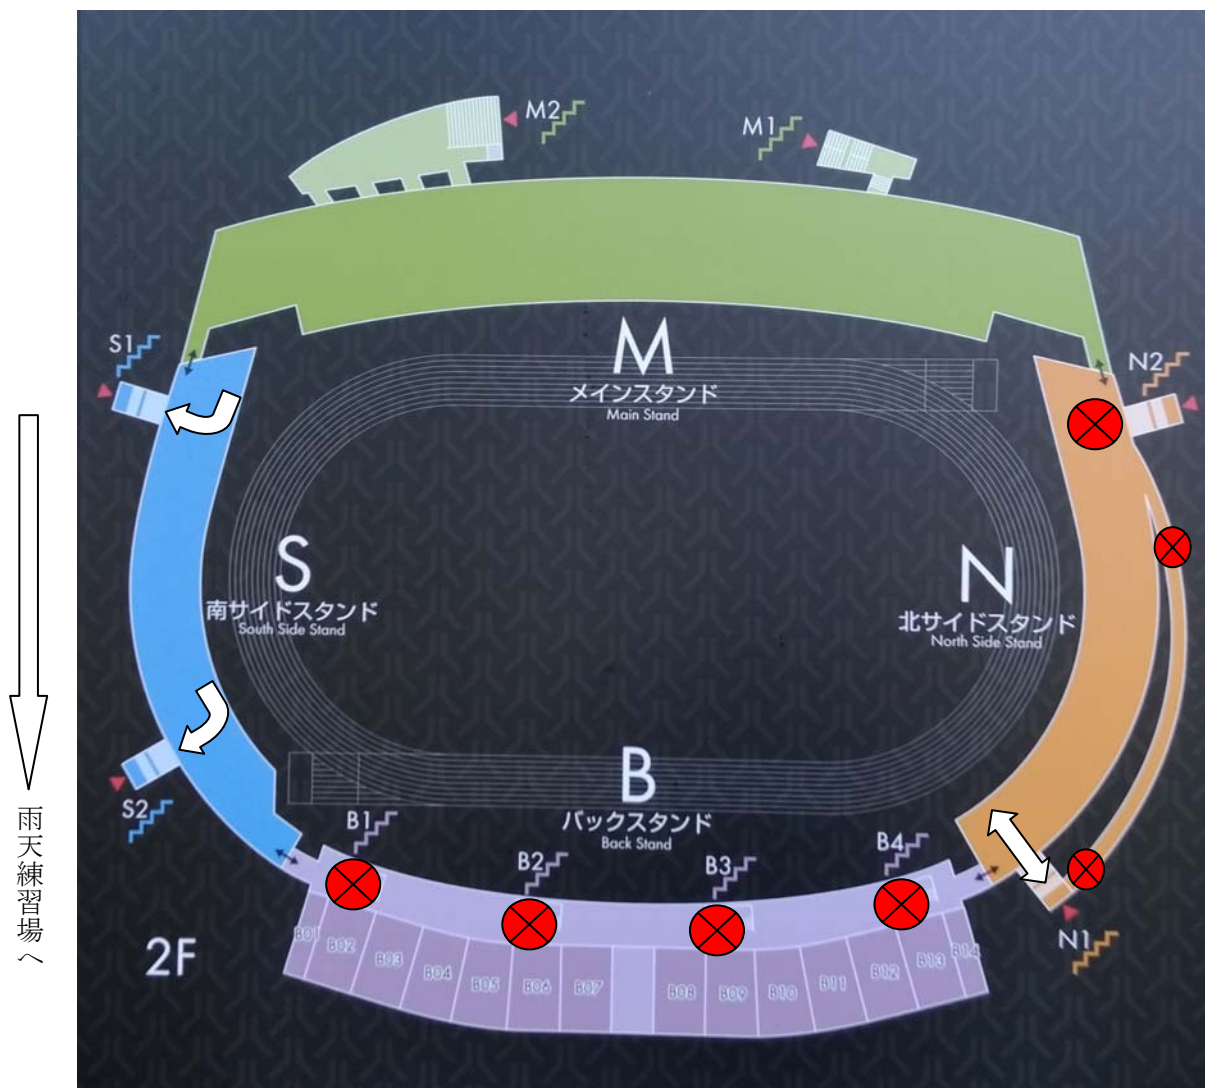 M2
M1
S1
M
メインスタンド
Main Stand
N2
S
南サイドスタンド
South Side Stand
N
北サイドスタンド
North Side Stand
B
バックスタンド
Back Stand
S2
B1
B2
B3
B4
N1
2F
B01
B02
B03
B04
B05
B06
B07
B08
B09
B10
B11
B12
B13
B14
雨天練習場へ